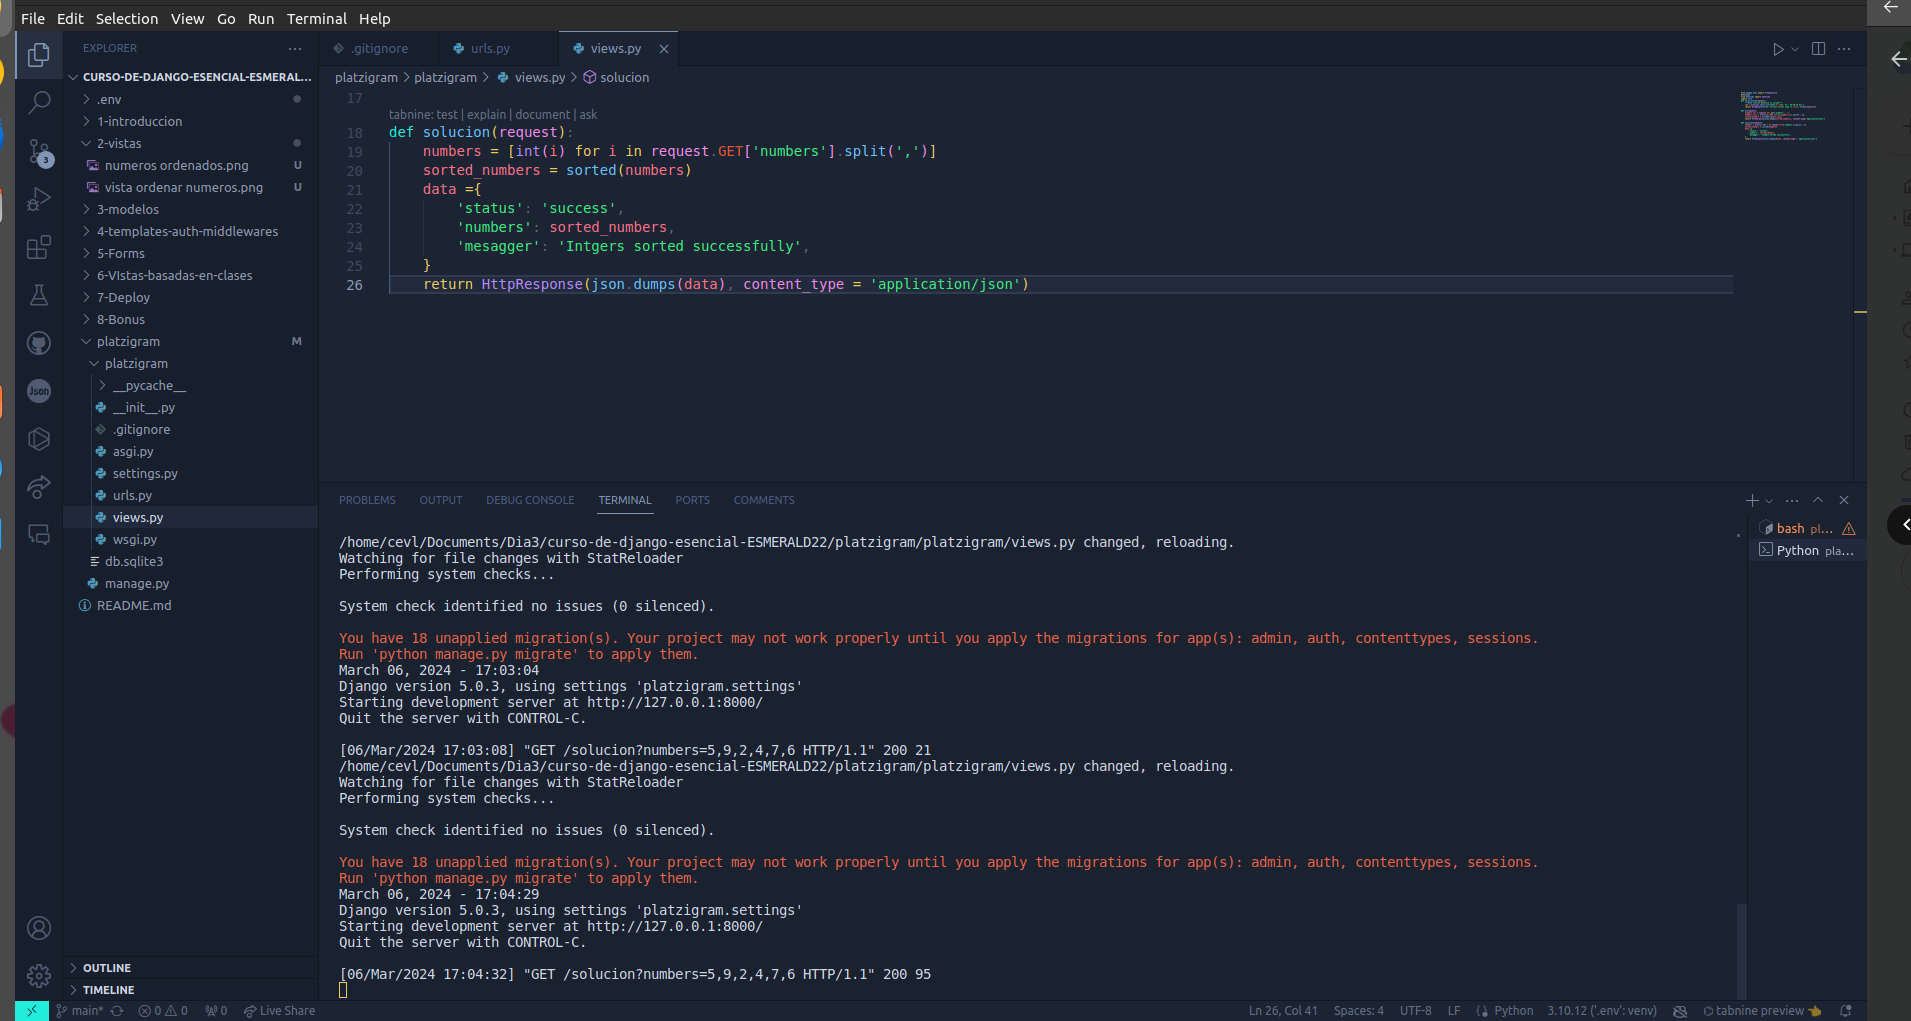 File Edit Selection View Go Run Terminal Help
EXPLORER
CURSO-DE-DJANGO-ESENCIAL-ESMERAL...
.env
1-introduccion
2-vistas
numeros ordenados.png U
vista ordenar numeros.png U
3-modelos
4-templates-auth-middlewares
5-Forms
6-VIstas-basadas-en-clases
7-Deploy
8-Bonus
platzigram M
platzigram
__pycache__
__init__.py
.gitignore
asgi.py
settings.py
urls.py
views.py
wsgi.py
db.sqlite3
manage.py
README.md
OUTLINE
TIMELINE
3
Json
.gitignore urls.py views.py
platzigram > platzigram > views.py > solucion
17
tabnine: test | explain | document | ask
18 def solucion(request):
19 numbers = [int(i) for i in request.GET['numbers'].split(',')]
20 sorted_numbers = sorted(numbers)
21 data ={
22 'status': 'success',
23 'numbers': sorted_numbers,
24 'mesagger': 'Intgers sorted successfully',
25 }
26 return HttpResponse(json.dumps(data), content_type = 'application/json')
PROBLEMS OUTPUT DEBUG CONSOLE TERMINAL PORTS COMMENTS
bash pl...
Python pla...
/home/cevl/Documents/Dia3/curso-de-django-esencial-ESMERALD22/platzigram/platzigram/views.py changed, reloading.
Watching for file changes with StatReloader
Performing system checks...
System check identified no issues (0 silenced).
You have 18 unapplied migration(s). Your project may not work properly until you apply the migrations for app(s): admin, auth, contenttypes, sessions.
Run 'python manage.py migrate' to apply them.
March 06, 2024 - 17:03:04
Django version 5.0.3, using settings 'platzigram.settings'
Starting development server at http://127.0.0.1:8000/
Quit the server with CONTROL-C.
[06/Mar/2024 17:03:08] "GET /solucion?numbers=5,9,2,4,7,6 HTTP/1.1" 200 21
/home/cevl/Documents/Dia3/curso-de-django-esencial-ESMERALD22/platzigram/platzigram/views.py changed, reloading.
Watching for file changes with StatReloader
Performing system checks...
System check identified no issues (0 silenced).
You have 18 unapplied migration(s). Your project may not work properly until you apply the migrations for app(s): admin, auth, contenttypes, sessions.
Run 'python manage.py migrate' to apply them.
March 06, 2024 - 17:04:29
Django version 5.0.3, using settings 'platzigram.settings'
Starting development server at http://127.0.0.1:8000/
Quit the server with CONTROL-C.
[06/Mar/2024 17:04:32] "GET /solucion?numbers=5,9,2,4,7,6 HTTP/1.1" 200 95
main* 0 0 0 Live Share Ln 26, Col 41 Spaces: 4 UTF-8 LF Python 3.10.12 ('.env': venv) tabnine preview